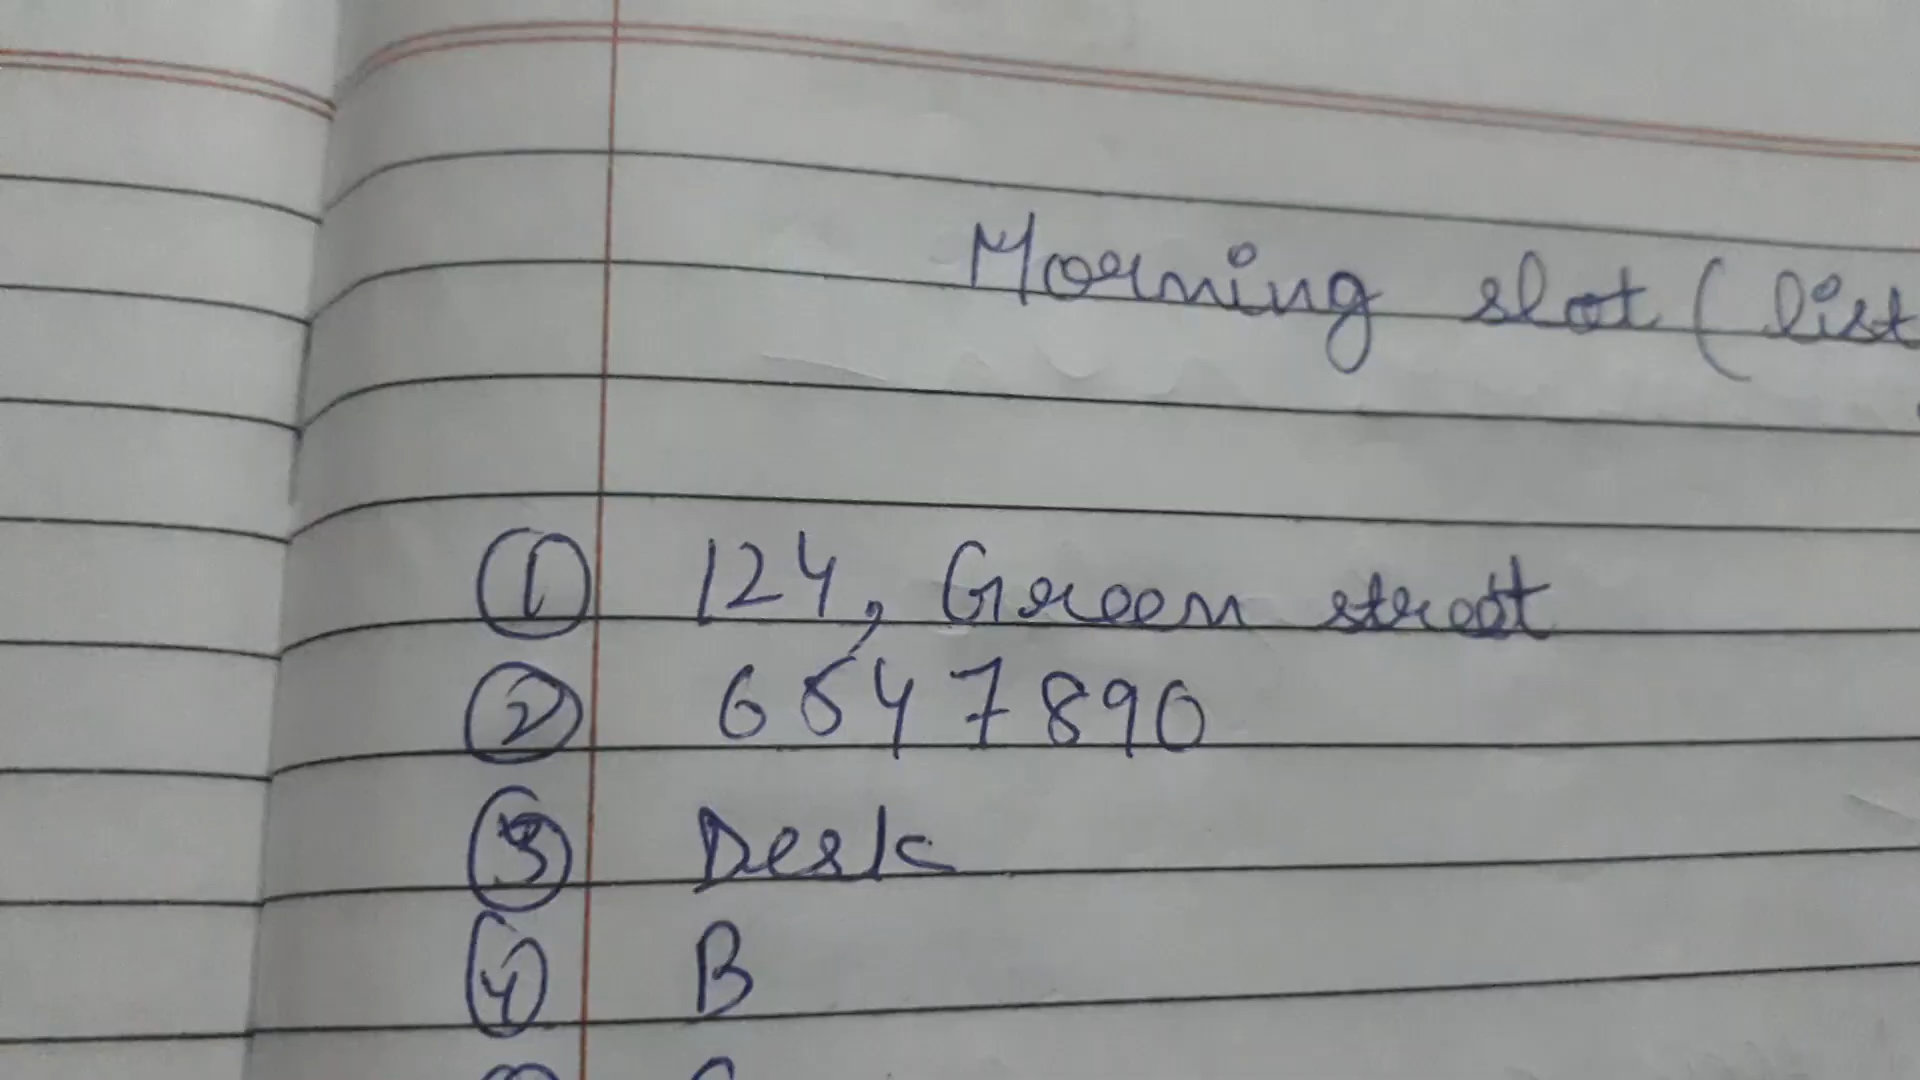 Morning slot (list
① 124, Green street
② 6547890
③ Desk
④ B